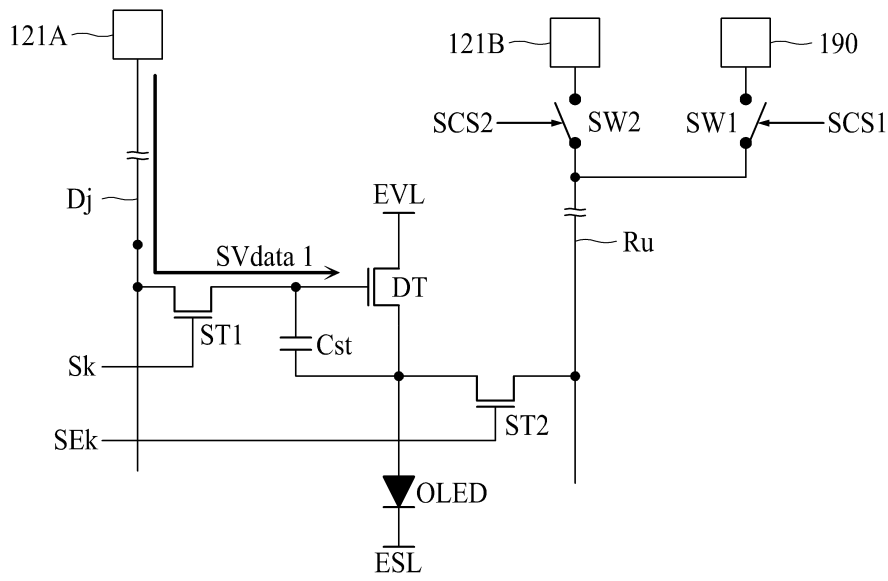 121A
121B
190
SCS2
SW2
SW1
SCS1
Dj
EVL
Ru
SVdata 1
DT
ST1
Cst
Sk
ST2
SEk
OLED
ESL